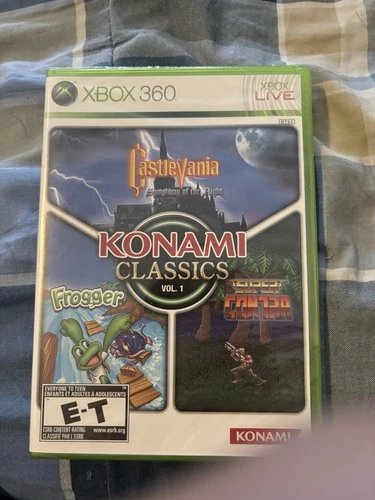 XBOX 360
XBOX
LIVE
NTSC
Castlevania
Symphony of the Night
KONAMI
CLASSICS
VOL. 1
Frogger
SUPER
CONTRA
EVERYONE TO TEEN
ENFANTS ET ADULTES À ADOLESCENTS
E-T
ESRB CONTENT RATING www.esrb.org
CLASSIFIÉ PAR L'ESRB
KONAMI